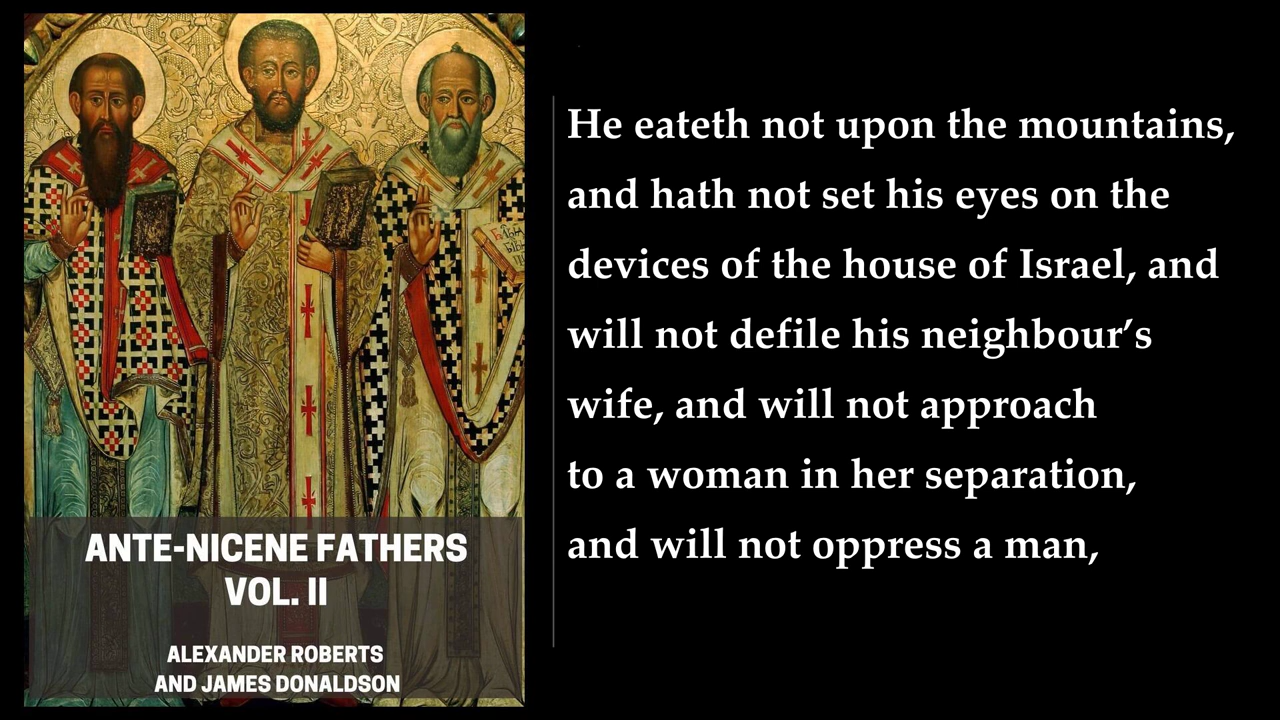 ANTE-NICENE FATHERS
VOL. II
ALEXANDER ROBERTS
AND JAMES DONALDSON
He eateth not upon the mountains,
and hath not set his eyes on the
devices of the house of Israel, and
will not defile his neighbour’s
wife, and will not approach
to a woman in her separation,
and will not oppress a man,